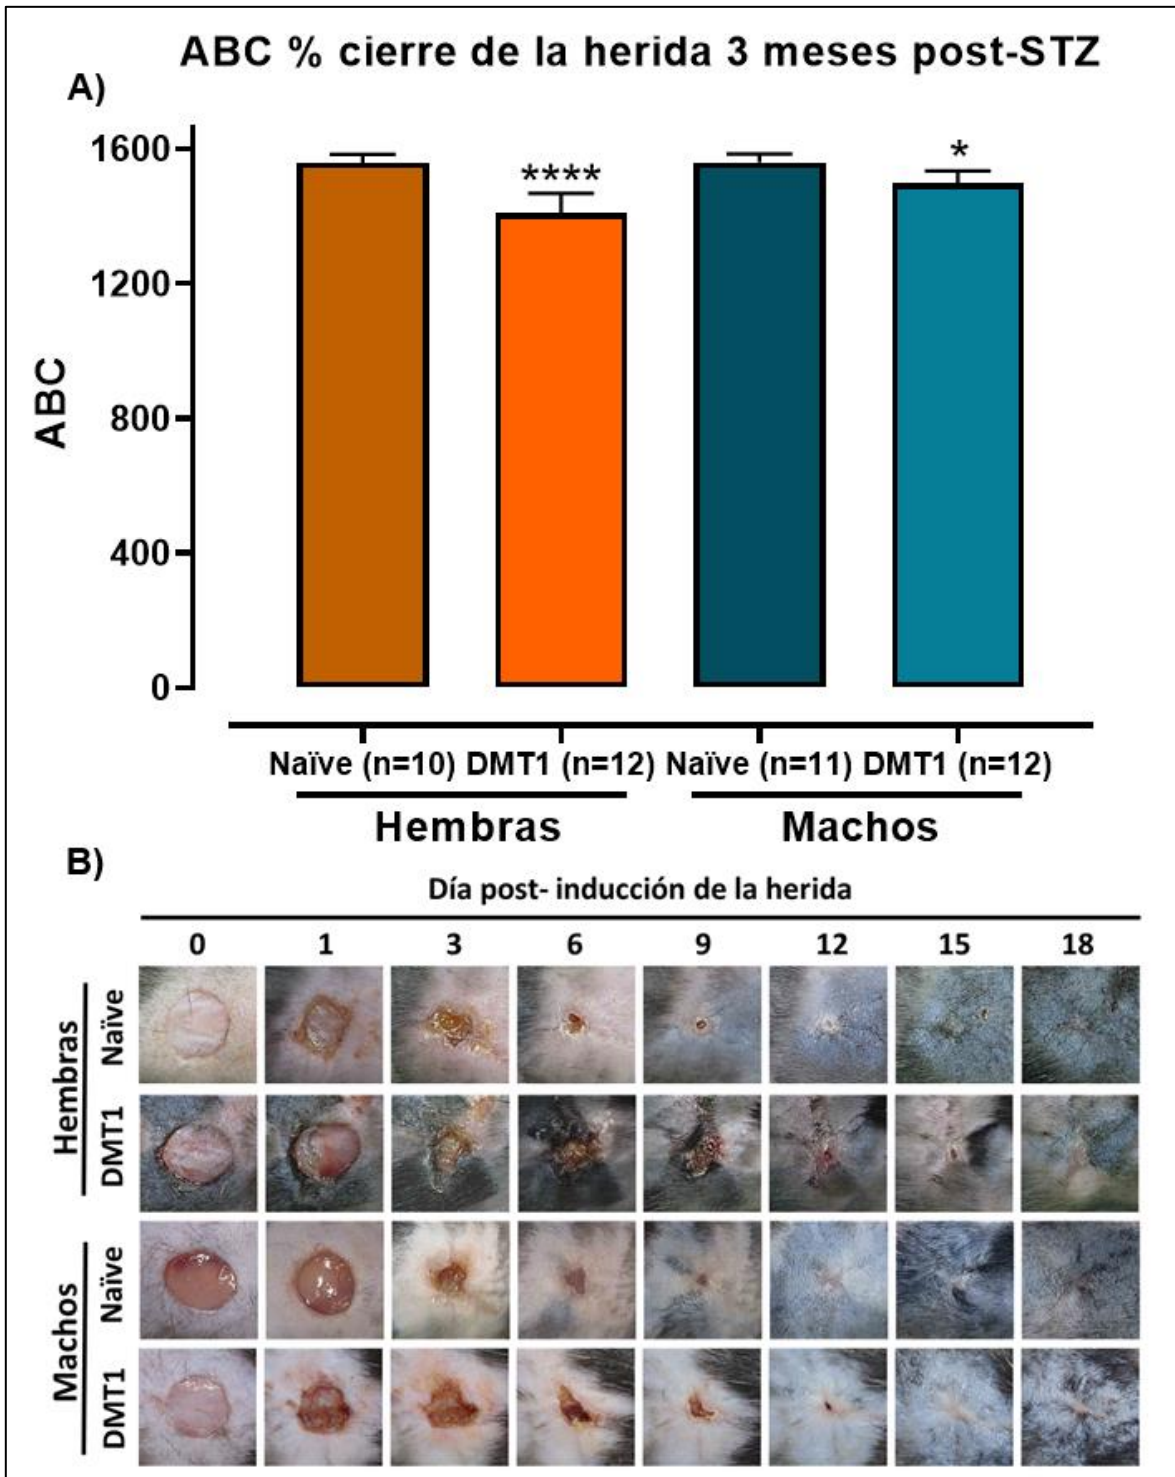 ABC % cierre de la herida 3 meses post-STZ
A)
1600
1200
800
400
0
ABC
****
*
Naïve (n=10) DMT1 (n=12) Naïve (n=11) DMT1 (n=12)
Hembras Machos
B)
Día post- inducción de la herida
0 1 3 6 9 12 15 18
Hembras
Naïve
DMT1
Machos
Naïve
DMT1